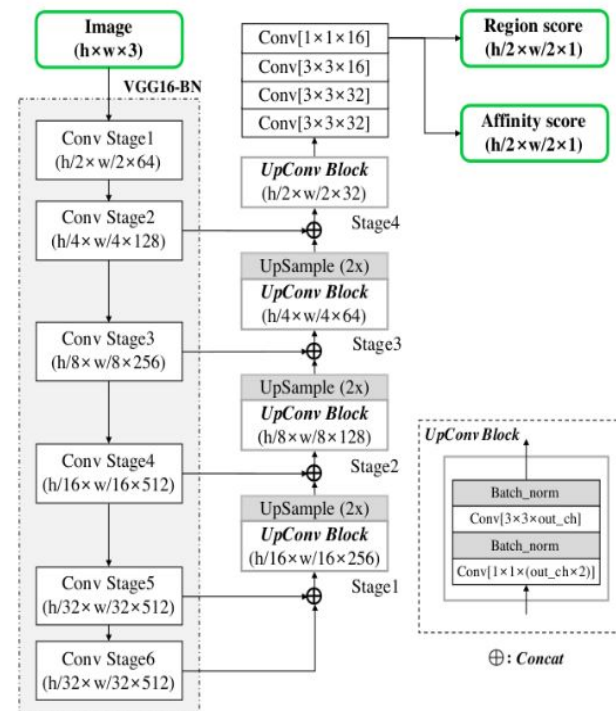 Image
(h×w×3)
VGG16-BN
Conv Stage1
(h/2×w/2×64)
Conv Stage2
(h/4×w/4×128)
Conv Stage3
(h/8×w/8×256)
Conv Stage4
(h/16×w/16×512)
Conv Stage5
(h/32×w/32×512)
Conv Stage6
(h/32×w/32×512)
Conv[1×1×16]
Conv[3×3×16]
Conv[3×3×32]
Conv[3×3×32]
UpConv Block
(h/2×w/2×32)
Stage4
UpSample (2x)
UpConv Block
(h/4×w/4×64)
Stage3
UpSample (2x)
UpConv Block
(h/8×w/8×128)
Stage2
UpSample (2x)
UpConv Block
(h/16×w/16×256)
Stage1
Region score
(h/2×w/2×1)
Affinity score
(h/2×w/2×1)
UpConv Block
Batch_norm
Conv[3×3×out_ch]
Batch_norm
Conv[1×1×(out_ch×2)]
⊕: Concat